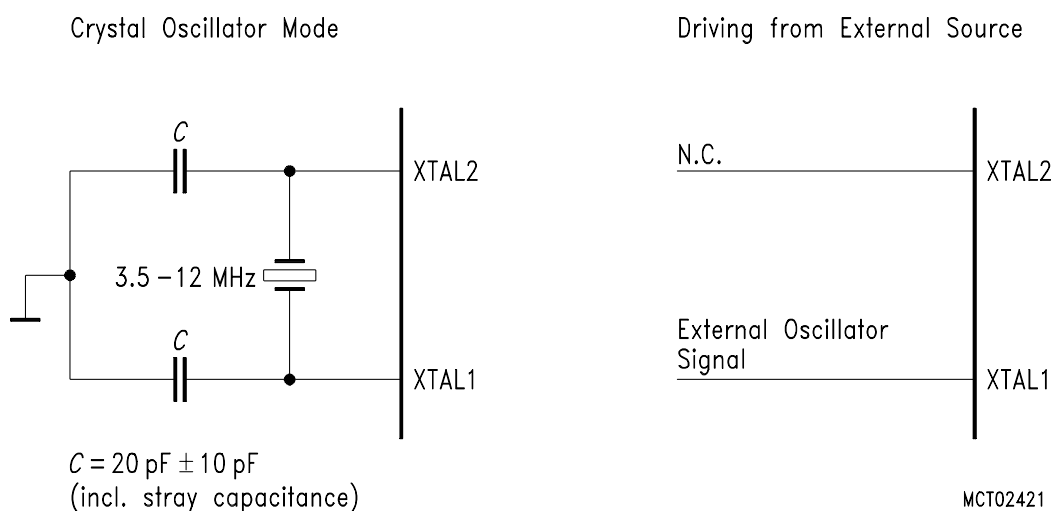 Crystal Oscillator Mode
C
XTAL2
3.5 – 12 MHz
C
XTAL1
C = 20 pF ± 10 pF
(incl. stray capacitance)
Driving from External Source
N.C.
XTAL2
External Oscillator
Signal
XTAL1
MCT02421